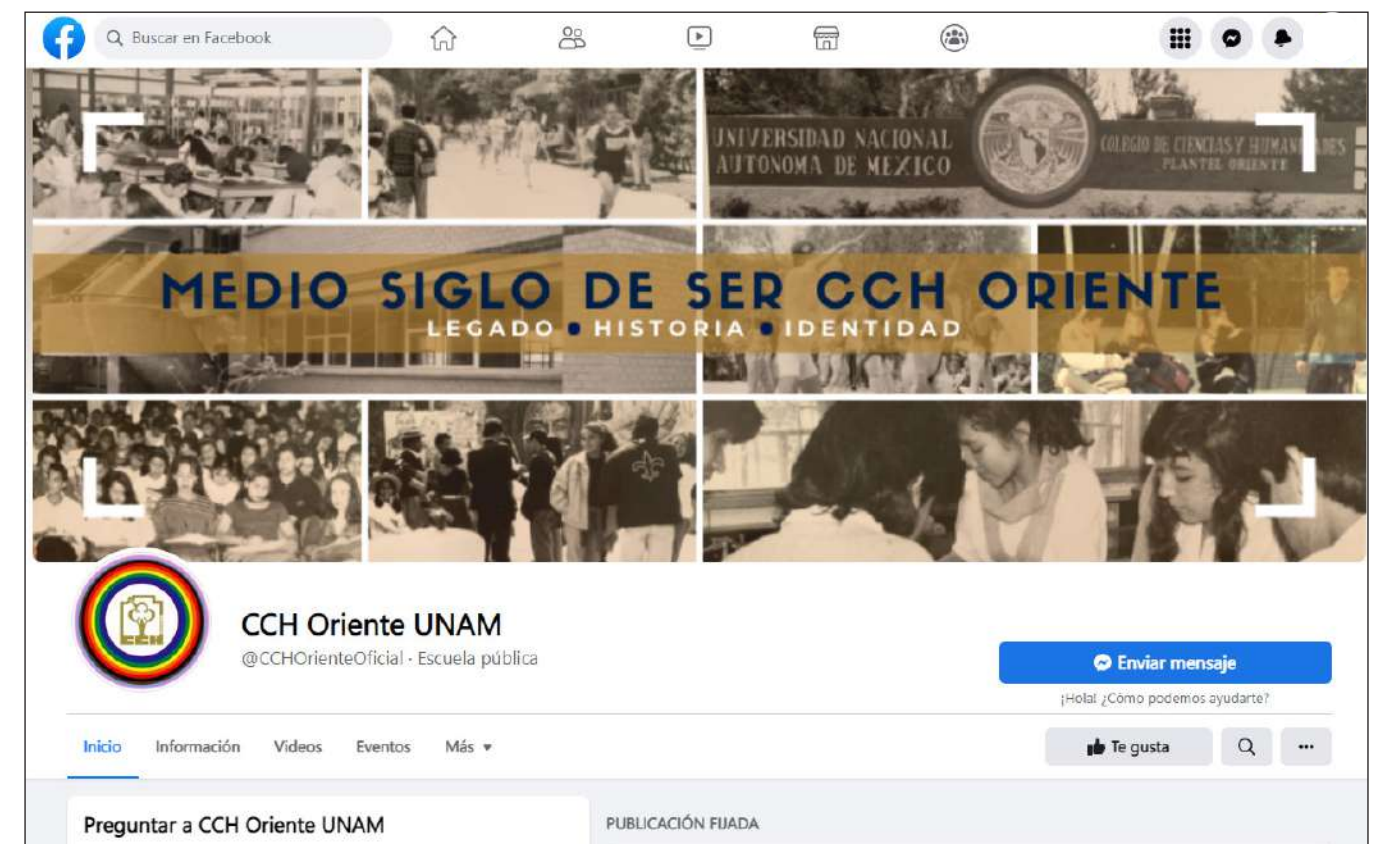 Buscar en Facebook
UNIVERSIDAD NACIONAL
AUTONOMA DE MEXICO
COLEGIO DE CIENCIAS Y HUMANIDADES
PLANTEL ORIENTE
MEDIO SIGLO DE SER CCH ORIENTE
LEGADO • HISTORIA • IDENTIDAD
CCH
CCH Oriente UNAM
@CCHOrienteOficial · Escuela pública
Enviar mensaje
¡Hola! ¿Cómo podemos ayudarte?
Inicio Información Videos Eventos Más ▾
Te gusta
Preguntar a CCH Oriente UNAM
PUBLICACIÓN FIJADA